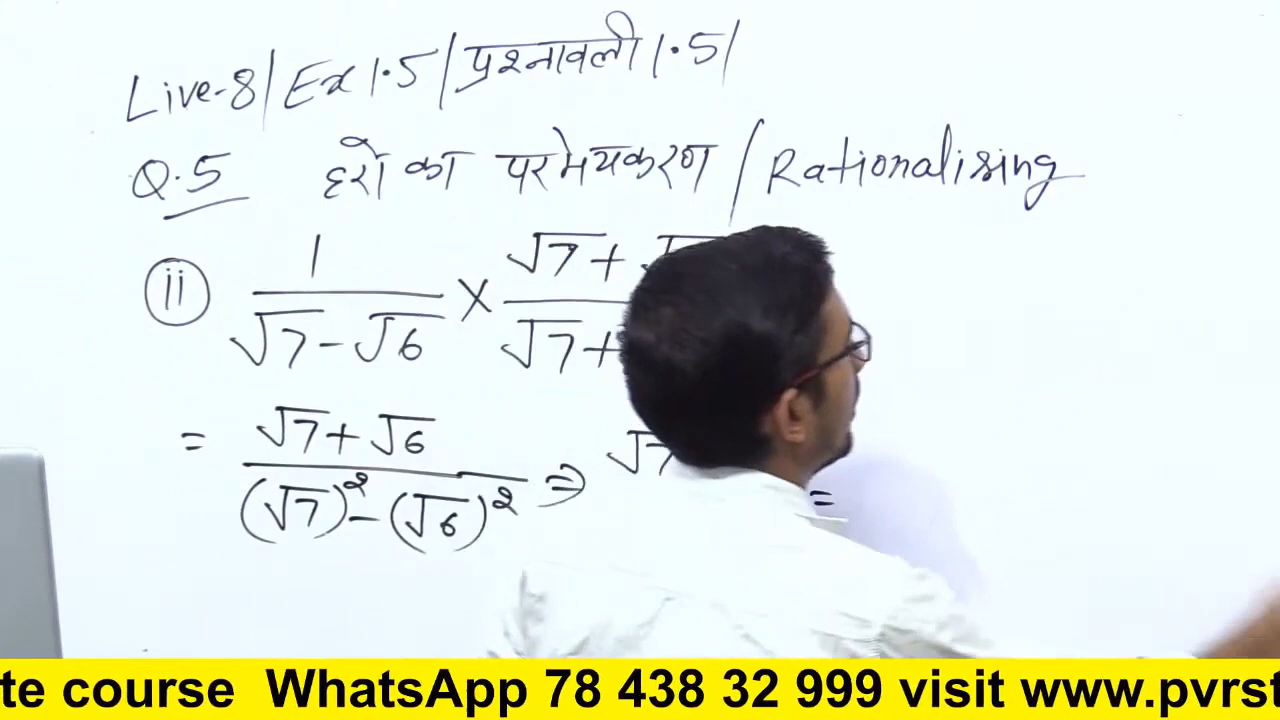 Live-8/ Ex 1.5/ प्रश्नावली 1.5/
Q.5 हरों का परमेयकरण / Rationalising
ii 1/(√7-√6) × (√7+√)/(√7+
= (√7+√6)/((√7)²-(√6)²) ⇒ √7 =
te course WhatsApp 78 438 32 999 visit www.pvrst